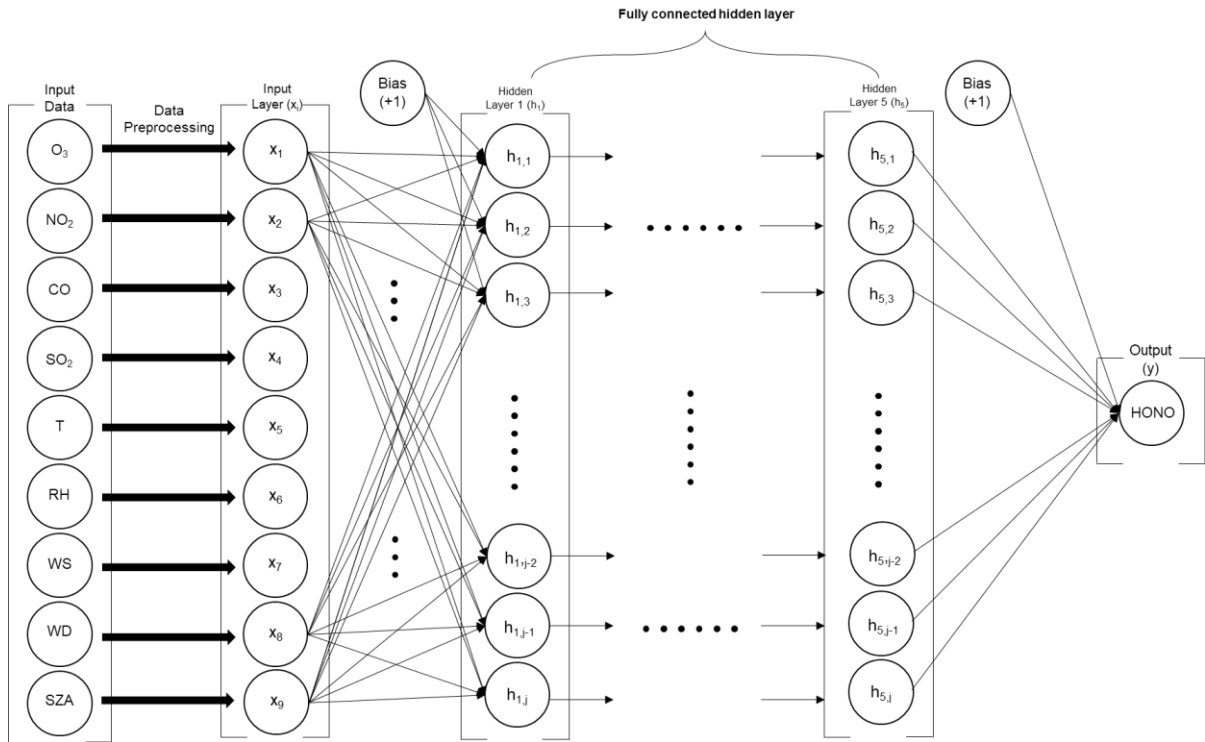 Fully connected hidden layer
Input
Data
Data
Preprocessing
Input
Layer (xᵢ)
Bias
(+1)
Hidden
Layer 1 (h₁)
Hidden
Layer 5 (h₅)
Bias
(+1)
O₃
x₁
h₁,₁
h₅,₁
NO₂
x₂
h₁,₂
h₅,₂
CO
x₃
h₁,₃
h₅,₃
SO₂
x₄
Output
(y)
HONO
T
x₅
RH
x₆
WS
x₇
h₁,j-2
h₅,j-2
WD
x₈
h₁,j-1
h₅,j-1
SZA
x₉
h₁,j
h₅,j